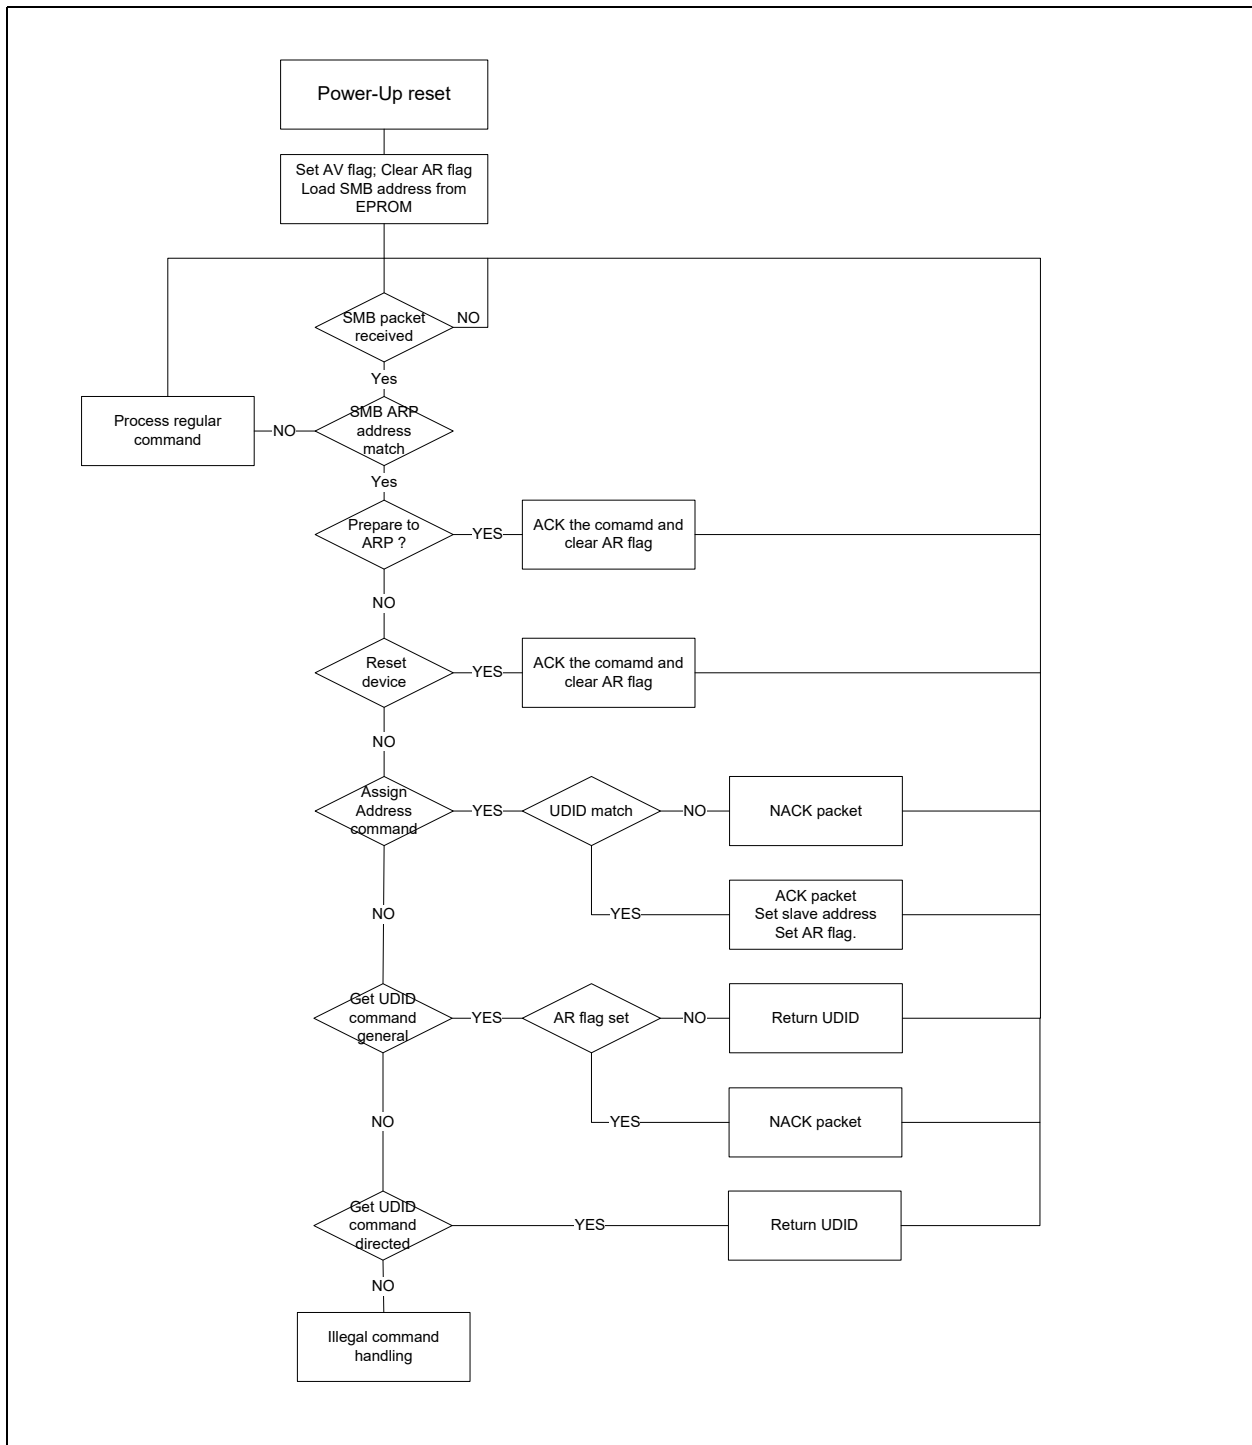 Power-Up reset
Set AV flag; Clear AR flag
Load SMB address from
EPROM
SMB packet
received
NO
Yes
Process regular
command
NO
SMB ARP
address
match
Yes
Prepare to
ARP ?
YES
ACK the comamd and
clear AR flag
NO
Reset
device
YES
ACK the comamd and
clear AR flag
NO
Assign
Address
command
YES
UDID match
NO
NACK packet
YES
ACK packet
Set slave address
Set AR flag.
NO
Get UDID
command
general
YES
AR flag set
NO
Return UDID
YES
NACK packet
NO
Get UDID
command
directed
YES
Return UDID
NO
Illegal command
handling